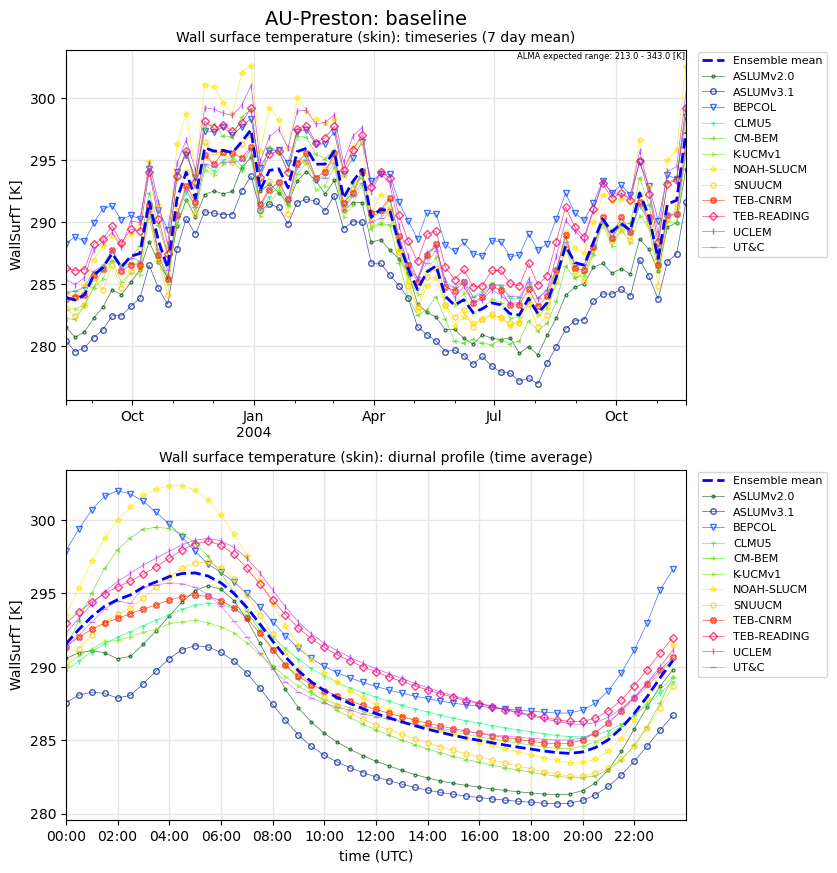 AU-Preston: baseline
Wall surface temperature (skin): timeseries (7 day mean)
ALMA expected range: 213.0 - 343.0 [K]
WallSurfT [K]
300
295
290
285
280
Oct
Jan
2004
Apr
Jul
Oct
Ensemble mean
ASLUMv2.0
ASLUMv3.1
BEPCOL
CLMU5
CM-BEM
K-UCMv1
NOAH-SLUCM
SNUUCM
TEB-CNRM
TEB-READING
UCLEM
UT&C
Wall surface temperature (skin): diurnal profile (time average)
WallSurfT [K]
300
295
290
285
280
00:00
02:00
04:00
06:00
08:00
10:00
12:00
14:00
16:00
18:00
20:00
22:00
time (UTC)
Ensemble mean
ASLUMv2.0
ASLUMv3.1
BEPCOL
CLMU5
CM-BEM
K-UCMv1
NOAH-SLUCM
SNUUCM
TEB-CNRM
TEB-READING
UCLEM
UT&C